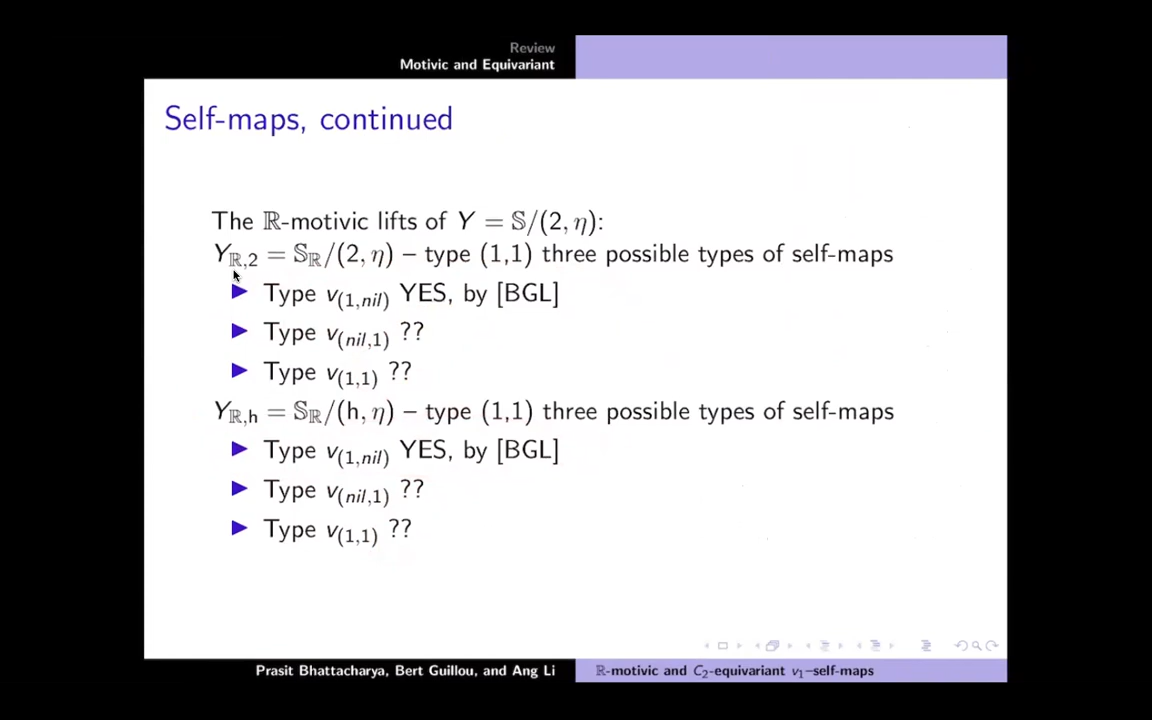 Review
Motivic and Equivariant
Self-maps, continued
The ℝ-motivic lifts of Y = 𝕊/(2, η):
Y_{ℝ,2} = 𝕊_ℝ/(2, η) – type (1,1) three possible types of self-maps
▶ Type v_{(1,nil)} YES, by [BGL]
▶ Type v_{(nil,1)} ??
▶ Type v_{(1,1)} ??
Y_{ℝ,h} = 𝕊_ℝ/(h, η) – type (1,1) three possible types of self-maps
▶ Type v_{(1,nil)} YES, by [BGL]
▶ Type v_{(nil,1)} ??
▶ Type v_{(1,1)} ??
Prasit Bhattacharya, Bert Guillou, and Ang Li ℝ-motivic and C₂-equivariant v₁–self-maps